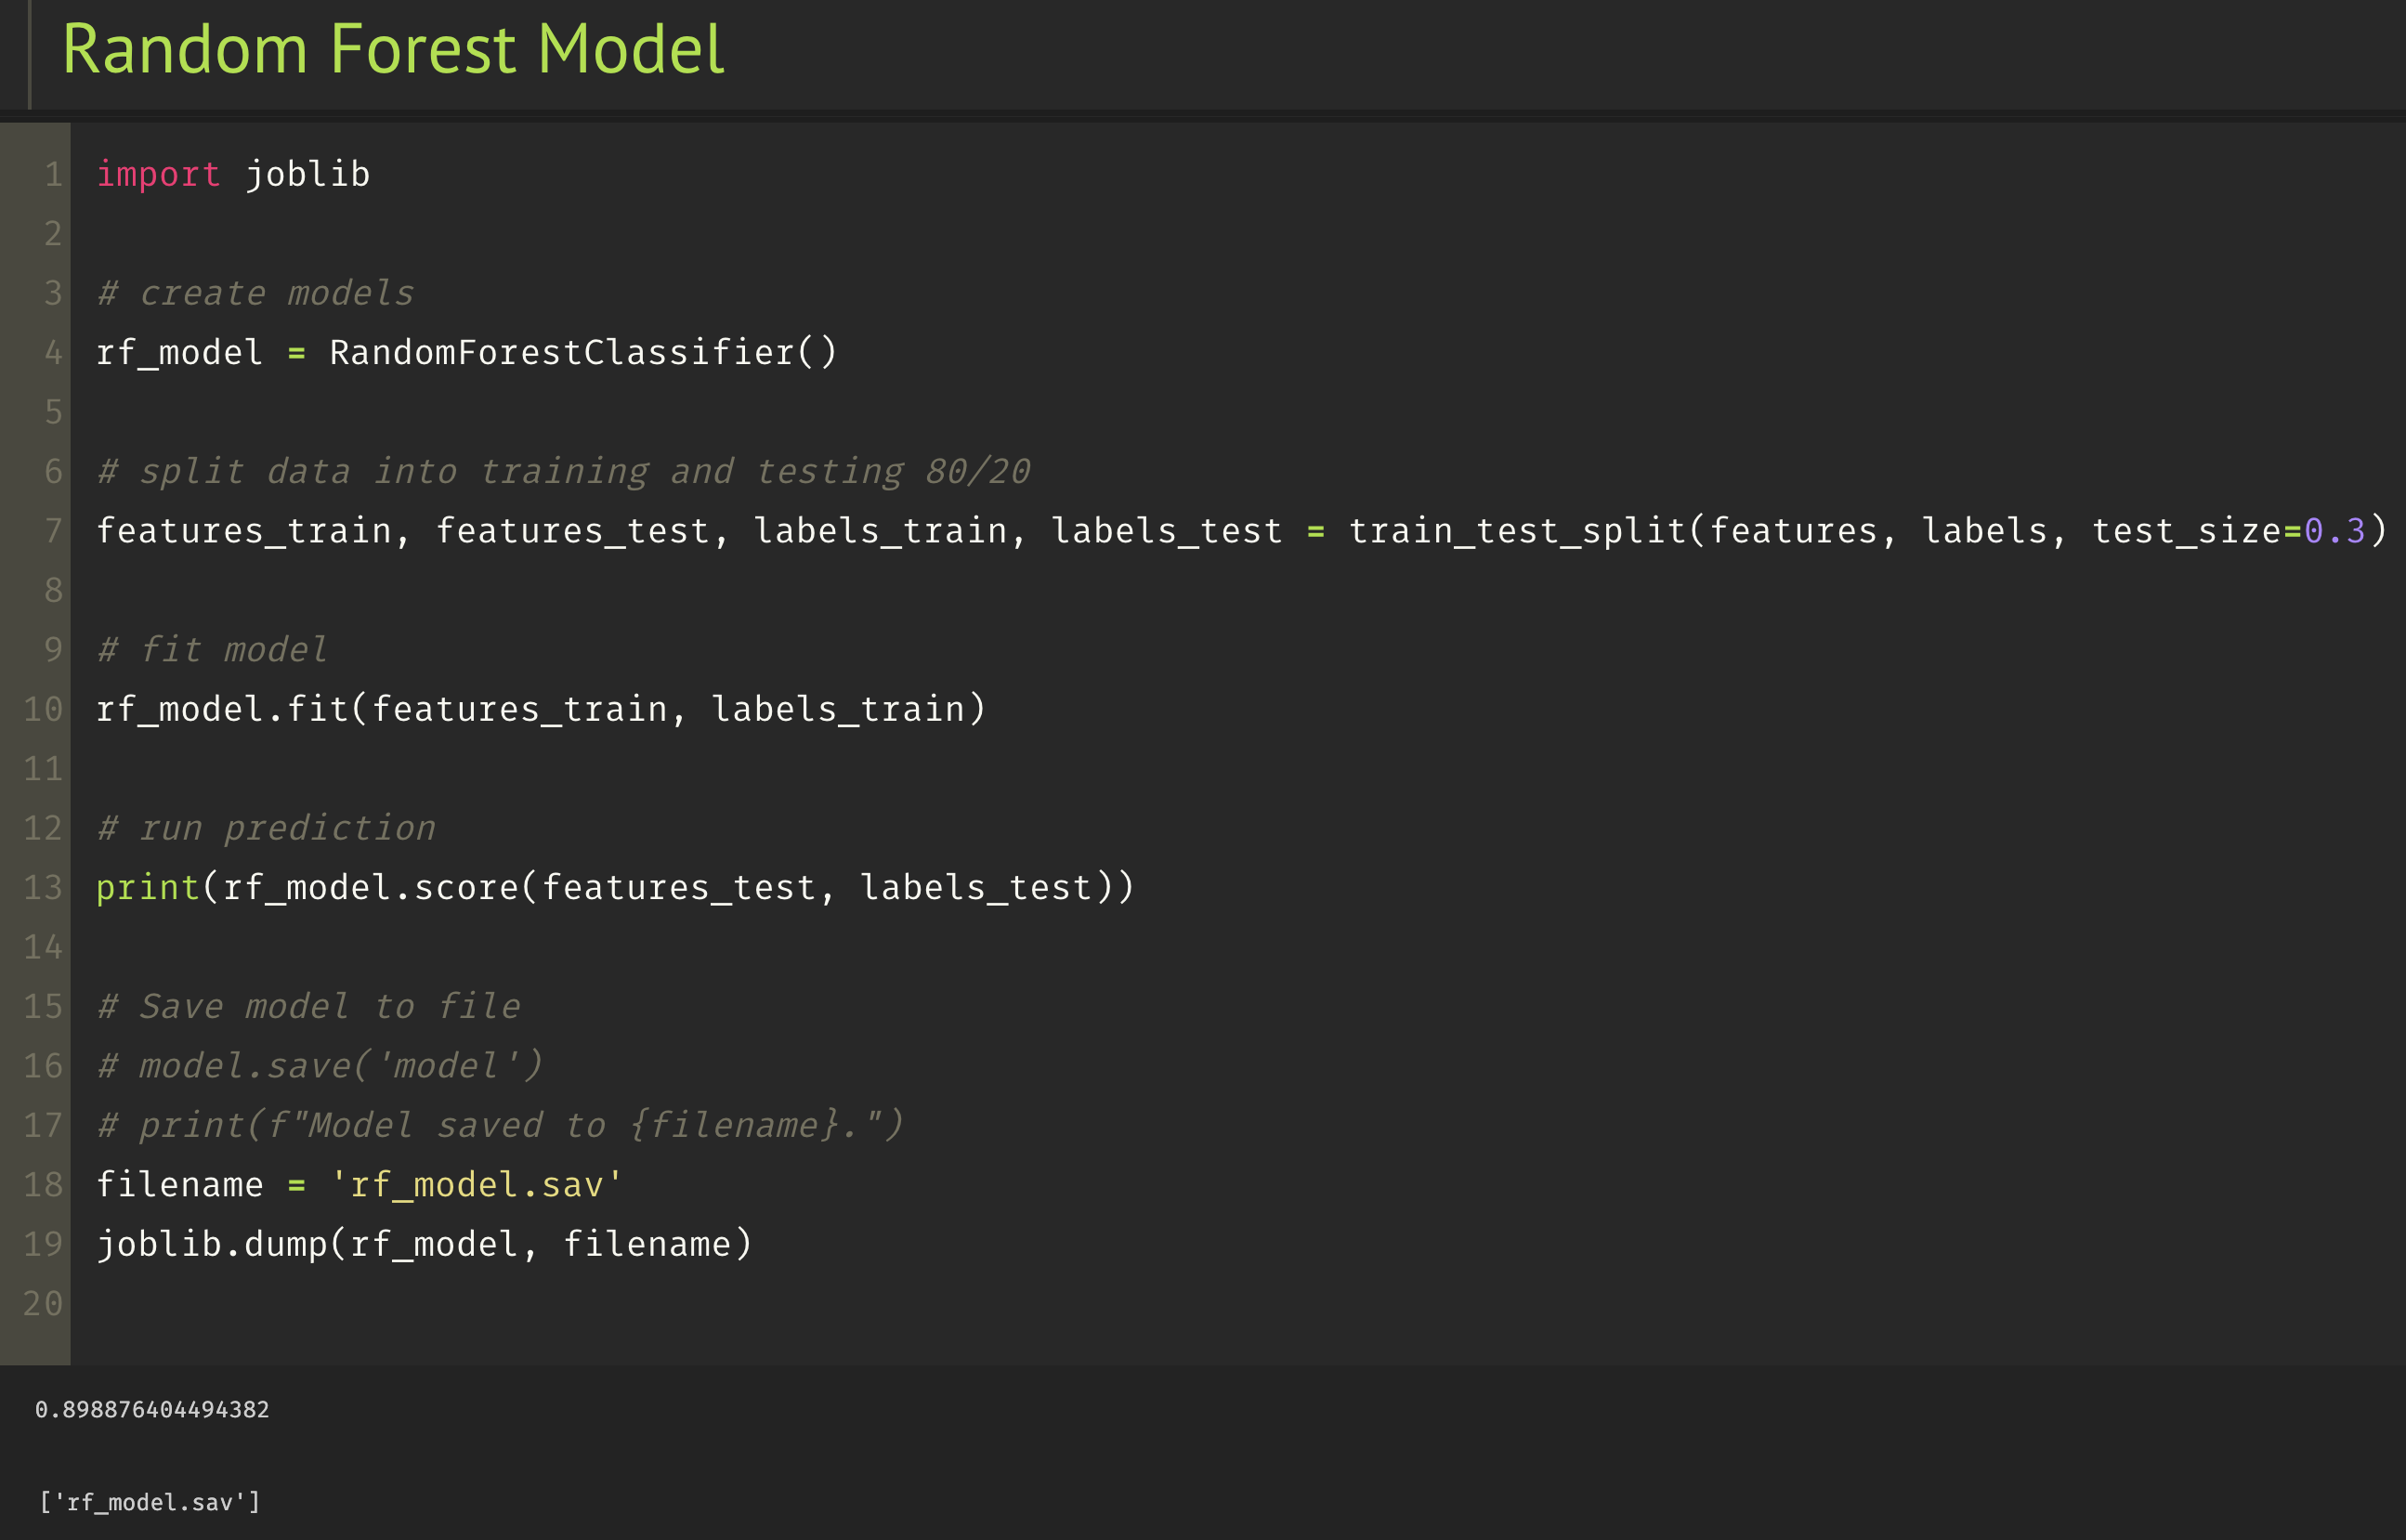 Random Forest Model
1 import joblib
2
3 # create models
4 rf_model = RandomForestClassifier()
5
6 # split data into training and testing 80/20
7 features_train, features_test, labels_train, labels_test = train_test_split(features, labels, test_size=0.3)
8
9 # fit model
10 rf_model.fit(features_train, labels_train)
11
12 # run prediction
13 print(rf_model.score(features_test, labels_test))
14
15 # Save model to file
16 # model.save('model')
17 # print(f"Model saved to {filename}.")
18 filename = 'rf_model.sav'
19 joblib.dump(rf_model, filename)
20
0.898876404494382
['rf_model.sav']